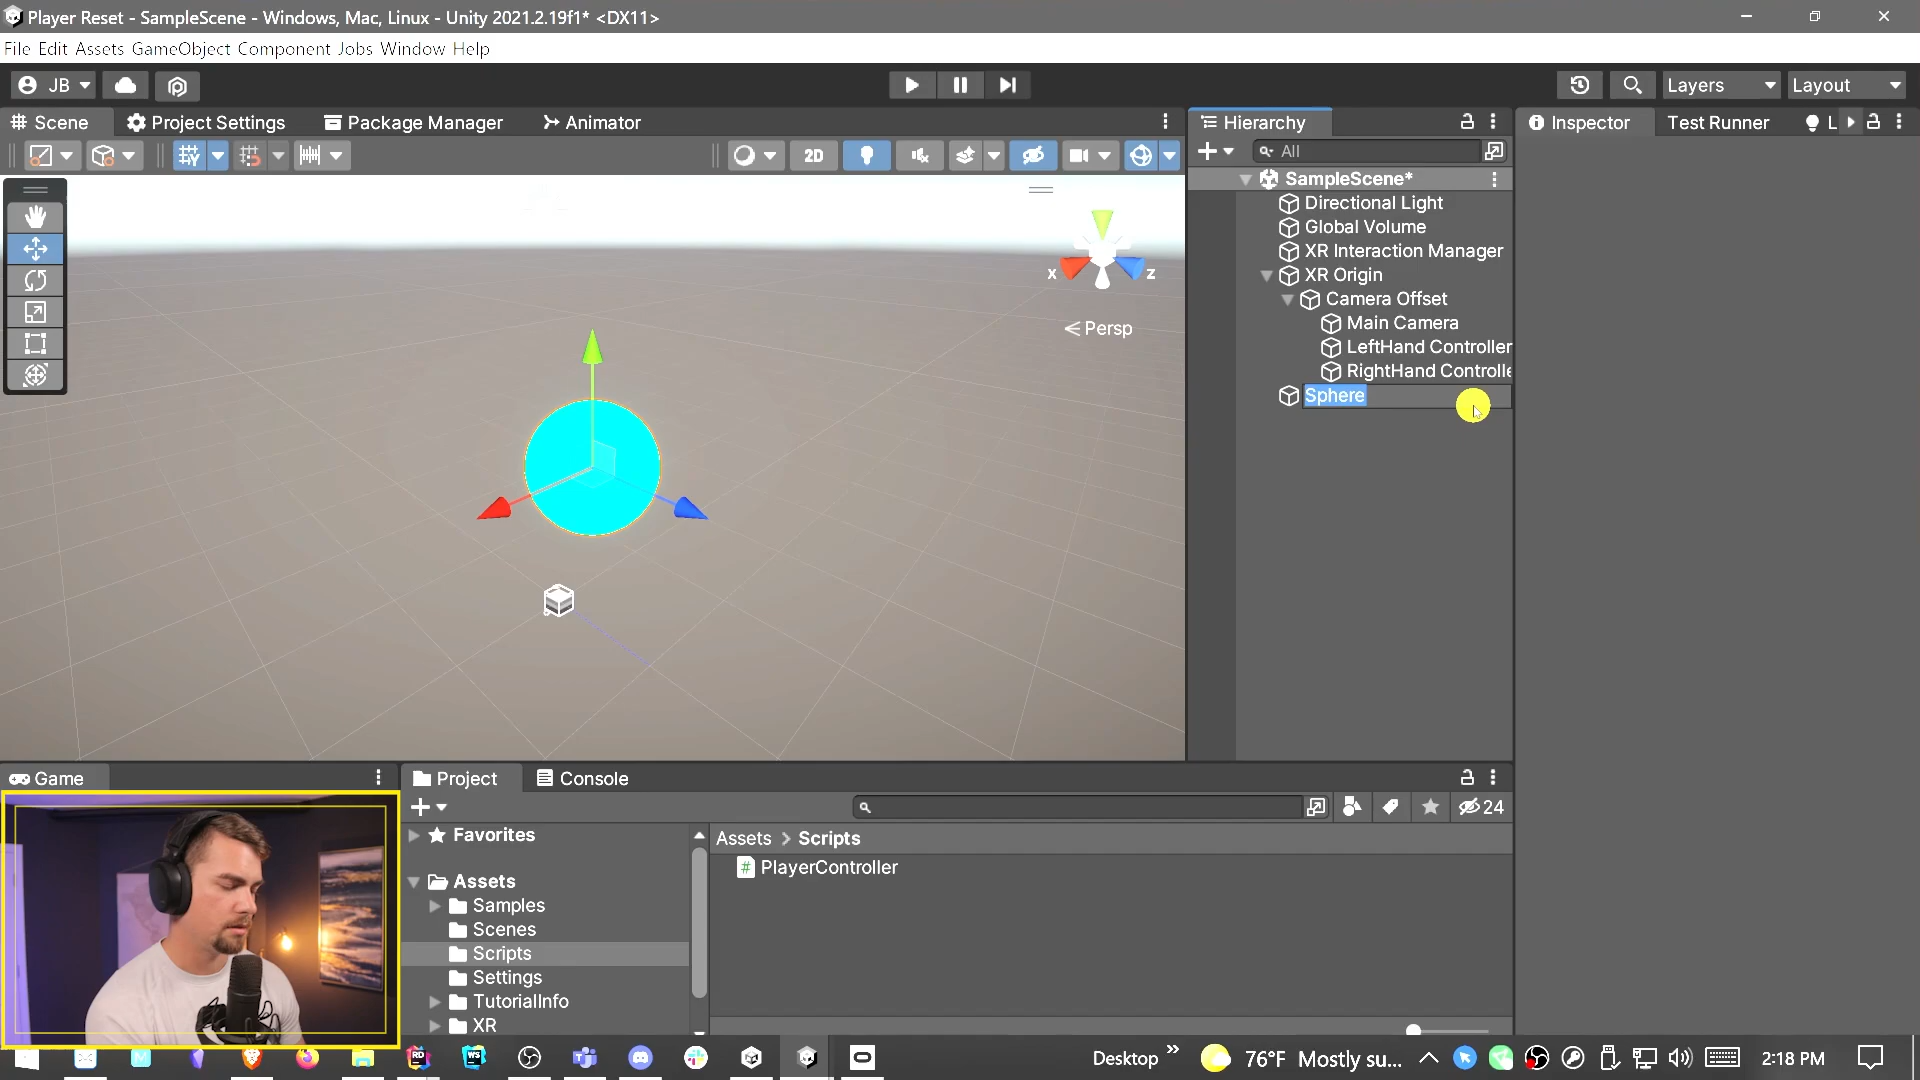 Player Reset - SampleScene - Windows, Mac, Linux - Unity 2021.2.19f1* <DX11>
File Edit Assets GameObject Component Jobs Window Help
JB
Layers
Layout
Scene
Project Settings
Package Manager
Animator
Hierarchy
Inspector
Test Runner
L
2D
All
SampleScene*
Directional Light
Global Volume
XR Interaction Manager
XR Origin
Camera Offset
Main Camera
LeftHand Controller
RightHand Controlle
Sphere
x
z
Persp
Game
Project
Console
24
Favorites
Assets > Scripts
PlayerController
Assets
Samples
Scenes
Scripts
Settings
TutorialInfo
XR
RD
WS
Desktop
76°F Mostly su...
2:18 PM